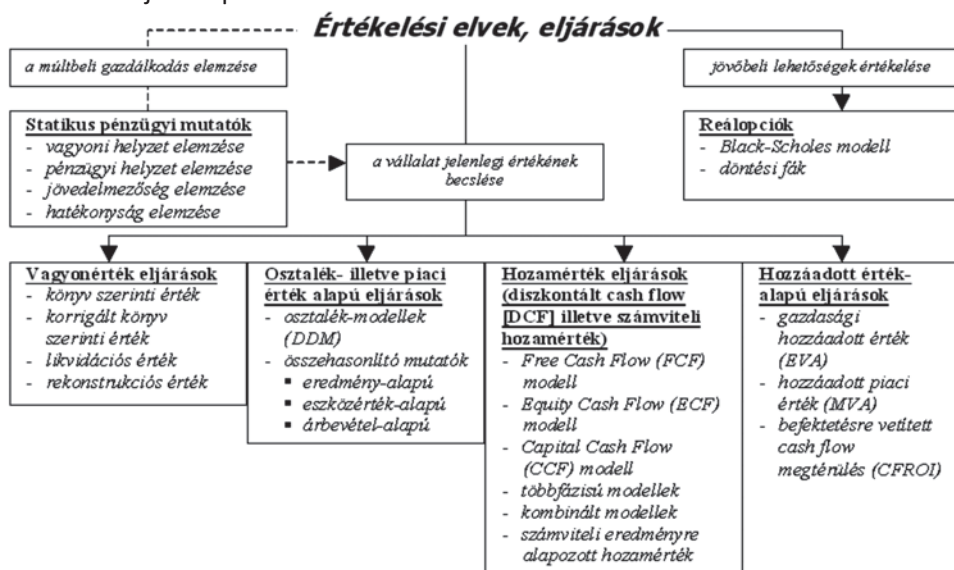 Értékelési elvek, eljárások
a múltbeli gazdálkodás elemzése
jövőbeli lehetőségek értékelése
Statikus pénzügyi mutatók
- vagyoni helyzet elemzése
- pénzügyi helyzet elemzése
- jövedelmezőség elemzése
- hatékonyság elemzése
a vállalat jelenlegi értékének
becslése
Reálopciók
- Black-Scholes modell
- döntési fák
Vagyonérték eljárások
- könyv szerinti érték
- korrigált könyv
szerinti érték
- likvidációs érték
- rekonstrukciós érték
Osztalék- illetve piaci
érték alapú eljárások
- osztalék-modellek
(DDM)
- összehasonlító mutatók
▪ eredmény-alapú
▪ eszközérték-alapú
▪ árbevétel-alapú
Hozamérték eljárások
(diszkontált cash flow
[DCF] illetve számviteli
hozamérték)
- Free Cash Flow (FCF)
modell
- Equity Cash Flow (ECF)
modell
- Capital Cash Flow
(CCF) modell
- többfázisú modellek
- kombinált modellek
- számviteli eredményre
alapozott hozamérték
Hozzáadott érték-
alapú eljárások
- gazdasági
hozzáadott érték
(EVA)
- hozzáadott piaci
érték (MVA)
- befektetésre vetített
cash flow
megtérülés (CFROI)